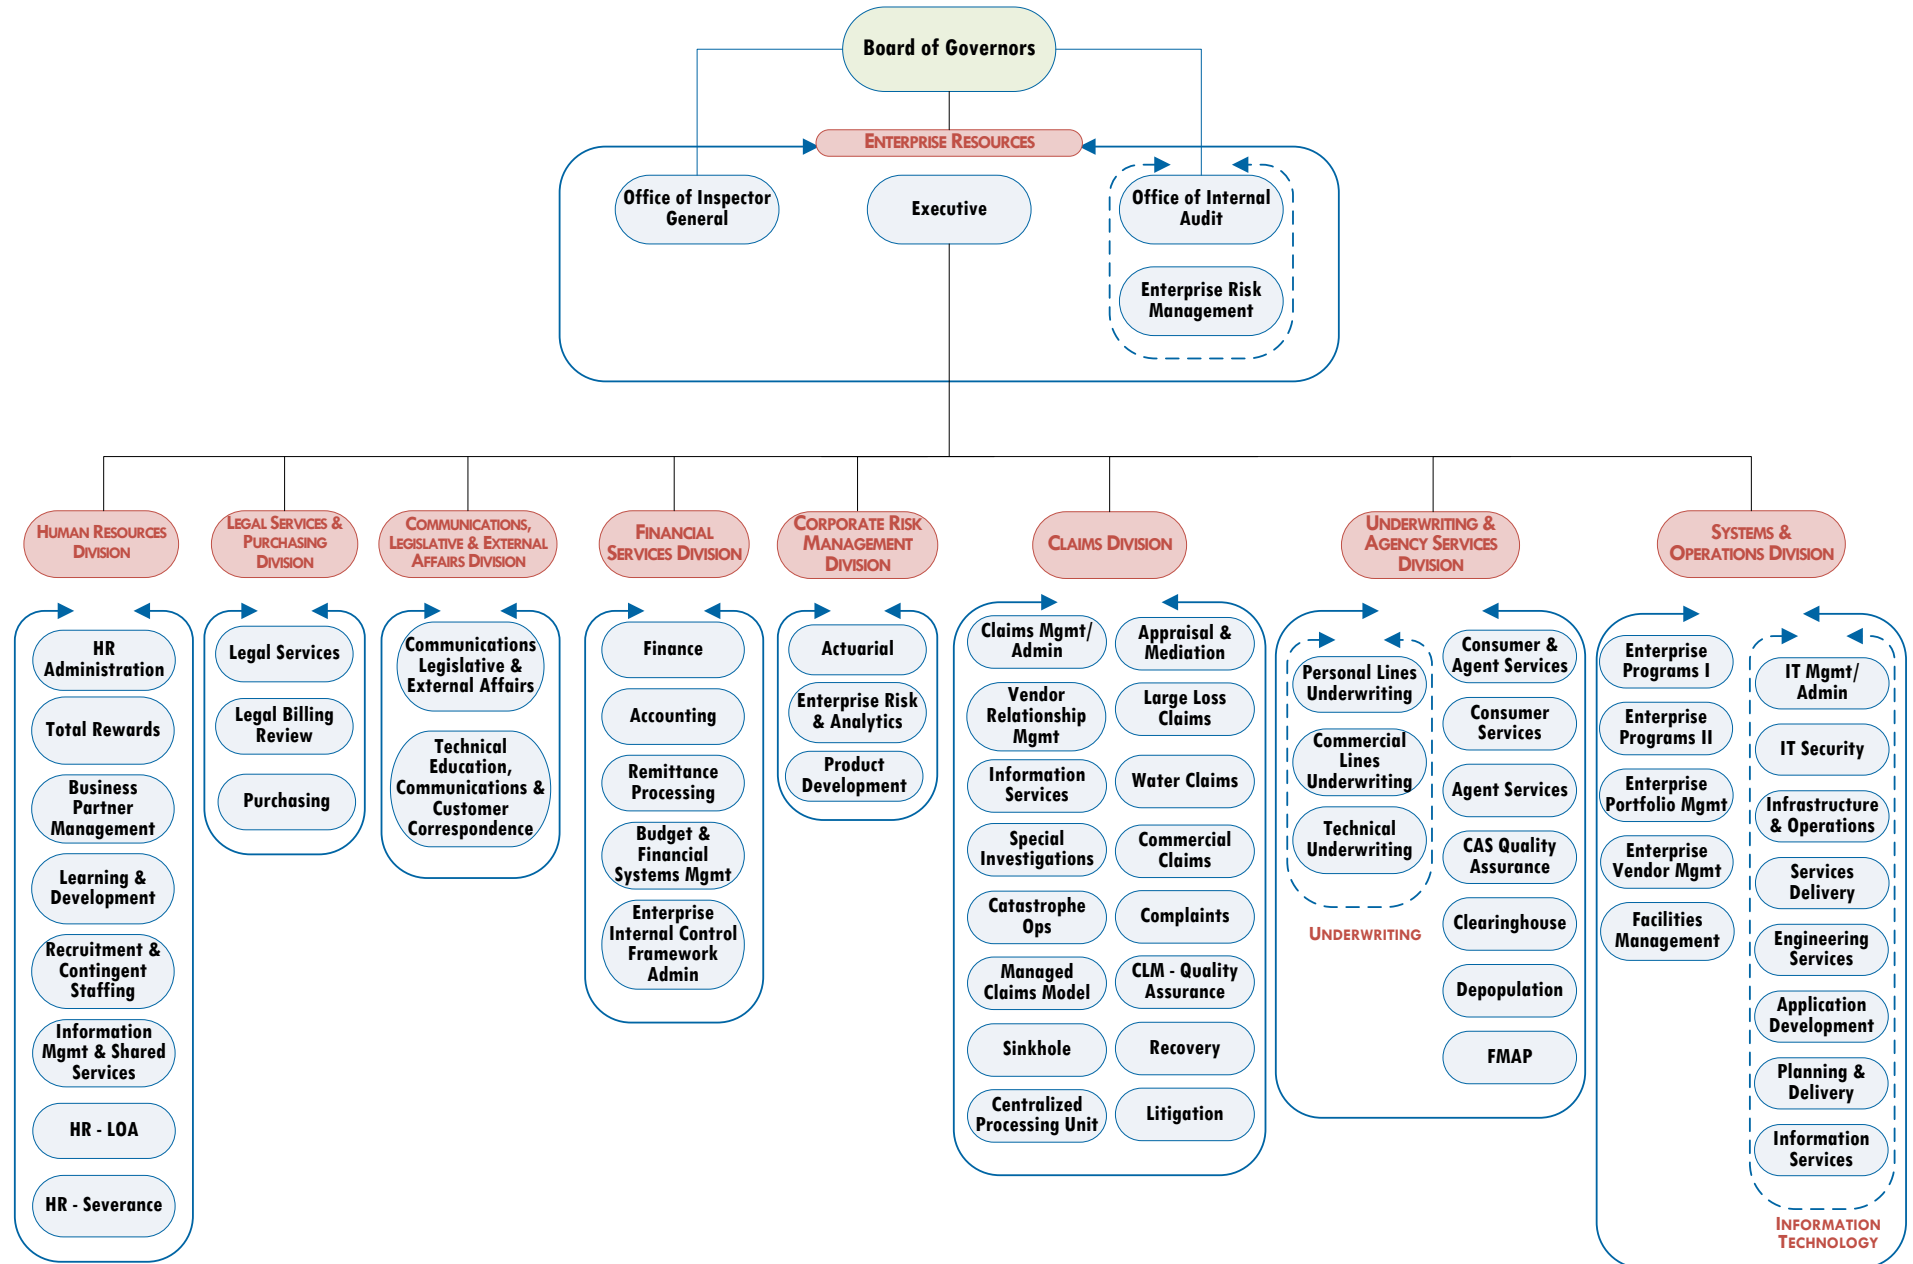 Board of Governors
ENTERPRISE RESOURCES
Office of Inspector
General
Executive
Office of Internal
Audit
Enterprise Risk
Management
HUMAN RESOURCES
DIVISION
LEGAL SERVICES &
PURCHASING
DIVISION
COMMUNICATIONS,
LEGISLATIVE & EXTERNAL
AFFAIRS DIVISION
FINANCIAL
SERVICES DIVISION
CORPORATE RISK
MANAGEMENT
DIVISION
CLAIMS DIVISION
UNDERWRITING &
AGENCY SERVICES
DIVISION
SYSTEMS &
OPERATIONS DIVISION
HR
Administration
Total Rewards
Business
Partner
Management
Learning &
Development
Recruitment &
Contingent
Staffing
Information
Mgmt & Shared
Services
HR - LOA
HR - Severance
Legal Services
Legal Billing
Review
Purchasing
Communications
Legislative &
External Affairs
Technical
Education,
Communications &
Customer
Correspondence
Finance
Accounting
Remittance
Processing
Budget &
Financial
Systems Mgmt
Enterprise
Internal Control
Framework
Admin
Actuarial
Enterprise Risk
& Analytics
Product
Development
Claims Mgmt/
Admin
Vendor
Relationship
Mgmt
Information
Services
Special
Investigations
Catastrophe
Ops
Managed
Claims Model
Sinkhole
Centralized
Processing Unit
Appraisal &
Mediation
Large Loss
Claims
Water Claims
Commercial
Claims
Complaints
CLM - Quality
Assurance
Recovery
Litigation
Personal Lines
Underwriting
Commercial
Lines
Underwriting
Technical
Underwriting
UNDERWRITING
Consumer &
Agent Services
Consumer
Services
Agent Services
CAS Quality
Assurance
Clearinghouse
Depopulation
FMAP
Enterprise
Programs I
Enterprise
Programs II
Enterprise
Portfolio Mgmt
Enterprise
Vendor Mgmt
Facilities
Management
IT Mgmt/
Admin
IT Security
Infrastructure
& Operations
Services
Delivery
Engineering
Services
Application
Development
Planning &
Delivery
Information
Services
INFORMATION
TECHNOLOGY